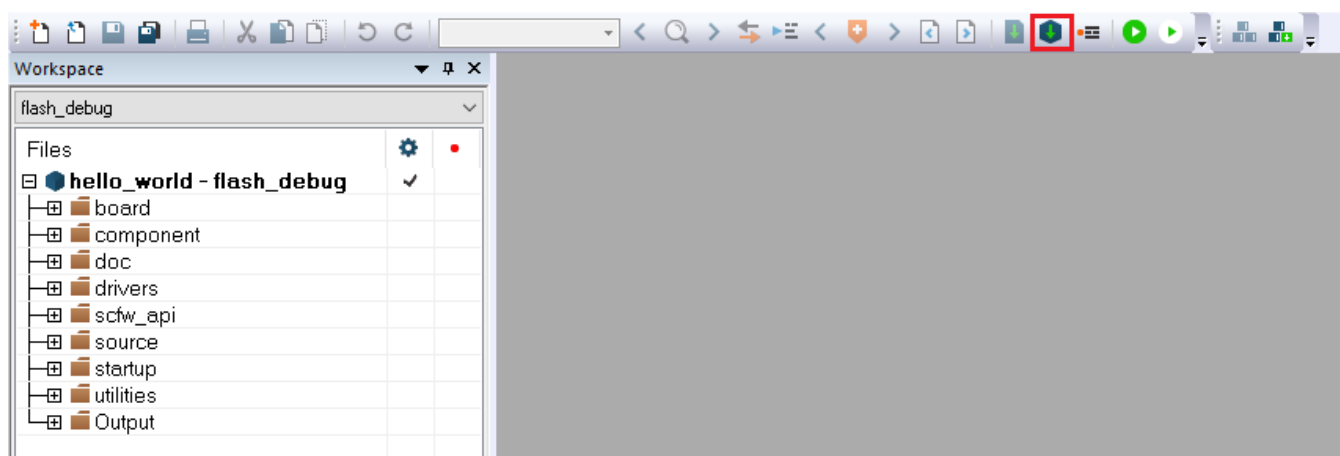 Workspace
flash_debug
Files
hello_world - flash_debug
board
component
doc
drivers
scfw_api
source
startup
utilities
Output